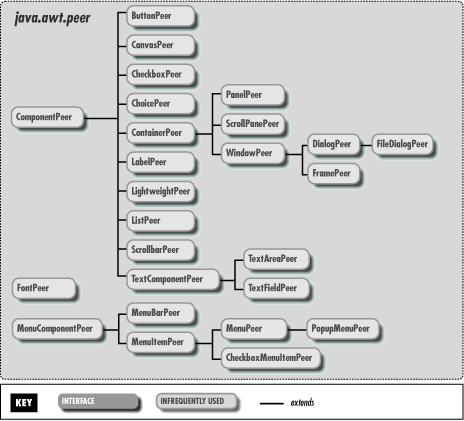 java.awt.peer
ButtonPeer
CanvasPeer
CheckboxPeer
ChoicePeer
PanelPeer
ComponentPeer
ScrollPanePeer
ContainerPeer
DialogPeer
FileDialogPeer
WindowPeer
LabelPeer
FramePeer
LightweightPeer
ListPeer
ScrollbarPeer
TextAreaPeer
TextComponentPeer
FontPeer
TextFieldPeer
MenuBarPeer
MenuComponentPeer
MenuPeer
PopupMenuPeer
MenuItemPeer
CheckboxMenuItemPeer
KEY
INTERFACE
INFREQUENTLY USED
extends